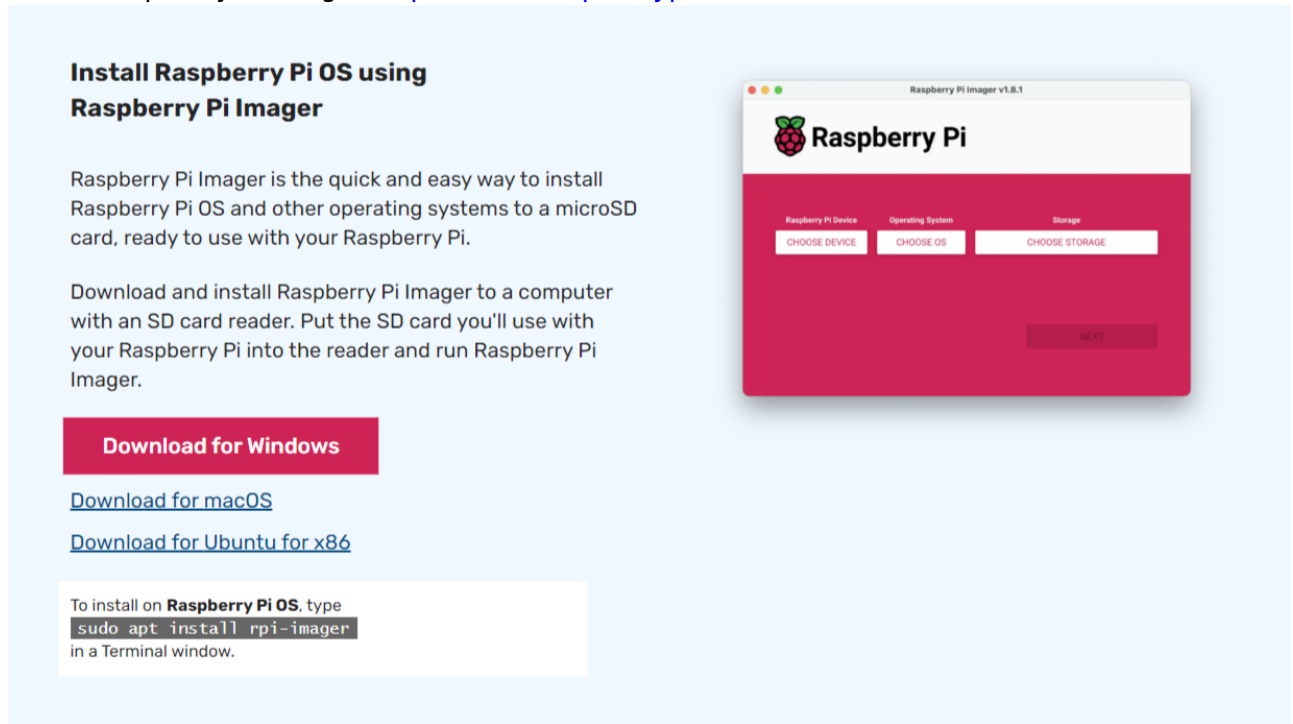 Install Raspberry Pi OS using
Raspberry Pi Imager
Raspberry Pi Imager is the quick and easy way to install
Raspberry Pi OS and other operating systems to a microSD
card, ready to use with your Raspberry Pi.
Download and install Raspberry Pi Imager to a computer
with an SD card reader. Put the SD card you'll use with
your Raspberry Pi into the reader and run Raspberry Pi
Imager.
Download for Windows
Download for macOS
Download for Ubuntu for x86
To install on Raspberry Pi OS, type
sudo apt install rpi-imager
in a Terminal window.
Raspberry Pi Imager v1.8.1
Raspberry Pi
Raspberry Pi Device Operating System Storage
CHOOSE DEVICE CHOOSE OS CHOOSE STORAGE
NEXT